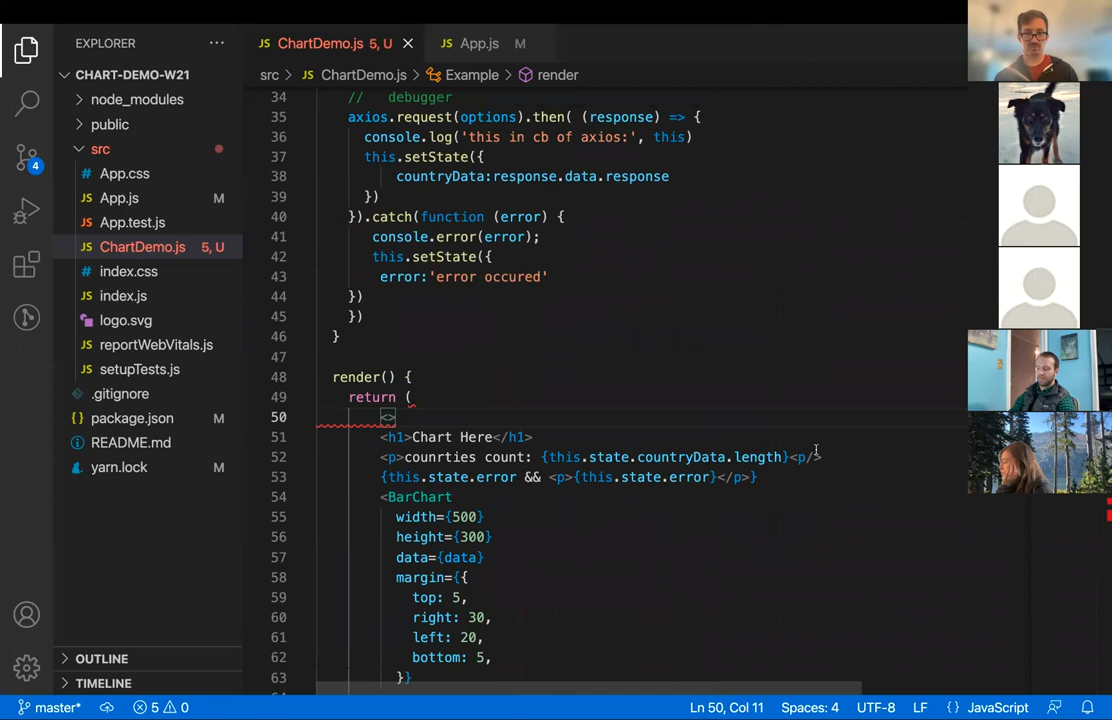 EXPLORER
CHART-DEMO-W21
node_modules
public
src
App.css
App.js M
App.test.js
ChartDemo.js 5, U
index.css
index.js
logo.svg
reportWebVitals.js
setupTests.js
.gitignore
package.json M
README.md
yarn.lock M
OUTLINE
TIMELINE
4
JS ChartDemo.js 5, U
JS App.js M
src > JS ChartDemo.js > Example > render
34 // debugger
35 axios.request(options).then( (response) => {
36 console.log('this in cb of axios:', this)
37 this.setState({
38 countryData:response.data.response
39 })
40 }).catch(function (error) {
41 console.error(error);
42 this.setState({
43 error:'error occured'
44 })
45 })
46 }
47
48 render() {
49 return (
50 <>
51 <h1>Chart Here</h1>
52 <p>counrties count: {this.state.countryData.length}<p/>
53 {this.state.error && <p>{this.state.error}</p>}
54 <BarChart
55 width={500}
56 height={300}
57 data={data}
58 margin={{
59 top: 5,
60 right: 30,
61 left: 20,
62 bottom: 5,
63 }}
master* 5 0 Ln 50, Col 11 Spaces: 4 UTF-8 LF {} JavaScript